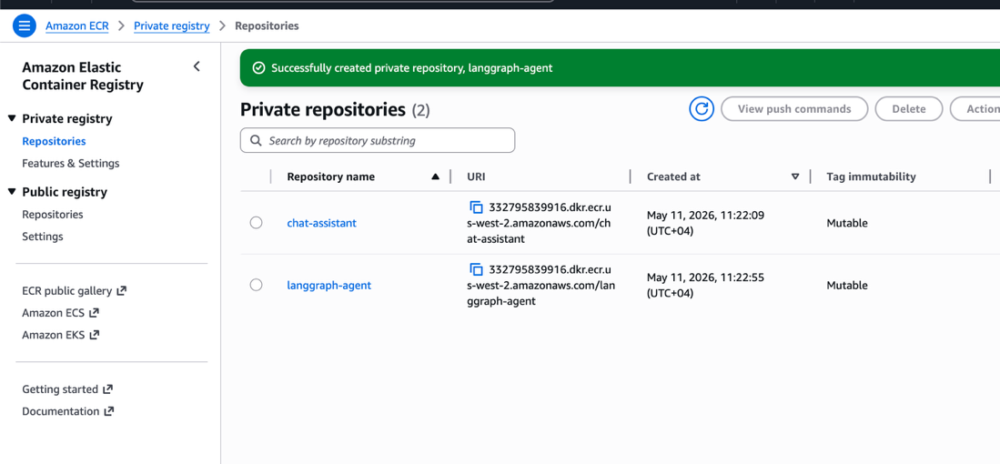 Amazon ECR > Private registry > Repositories
Amazon Elastic
Container Registry
Private registry
Repositories
Features & Settings
Public registry
Repositories
Settings
ECR public gallery
Amazon ECS
Amazon EKS
Getting started
Documentation
Successfully created private repository, langgraph-agent
Private repositories (2)
View push commands
Delete
Action
Search by repository substring
Repository name URI Created at Tag immutability
chat-assistant
332795839916.dkr.ecr.u
s-west-2.amazonaws.com/ch
at-assistant
May 11, 2026, 11:22:09
(UTC+04)
Mutable
langgraph-agent
332795839916.dkr.ecr.u
s-west-2.amazonaws.com/lan
ggraph-agent
May 11, 2026, 11:22:55
(UTC+04)
Mutable